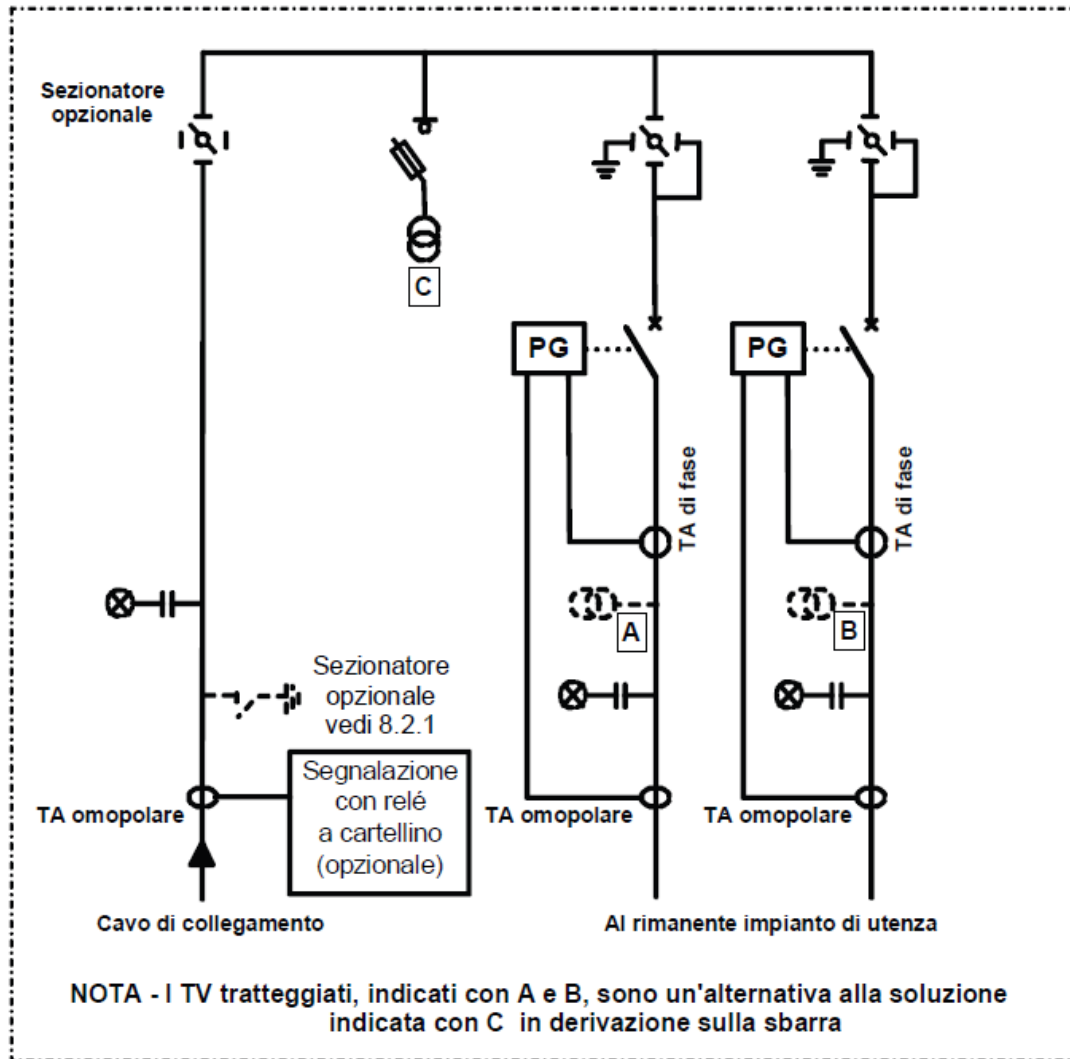 Sezionatore
opzionale
C
PG
PG
TA di fase
TA di fase
A
B
Sezionatore
opzionale
vedi 8.2.1
Segnalazione
con relé
a cartellino
(opzionale)
TA omopolare
TA omopolare
TA omopolare
Cavo di collegamento
Al rimanente impianto di utenza
NOTA - I TV tratteggiati, indicati con A e B, sono un'alternativa alla soluzione
indicata con C in derivazione sulla sbarra